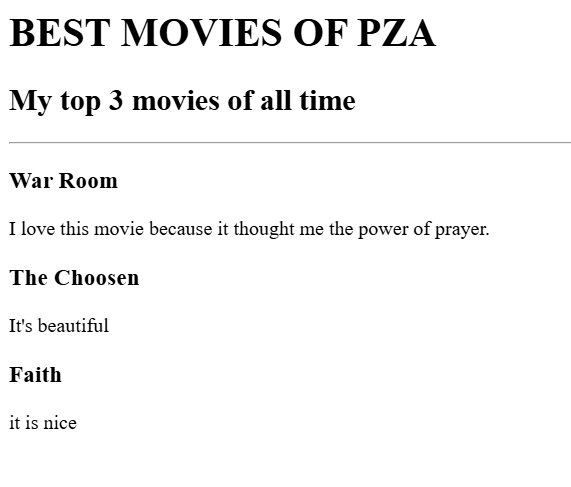 BEST MOVIES OF PZA
My top 3 movies of all time
War Room
I love this movie because it thought me the power of prayer.
The Choosen
It's beautiful
Faith
it is nice